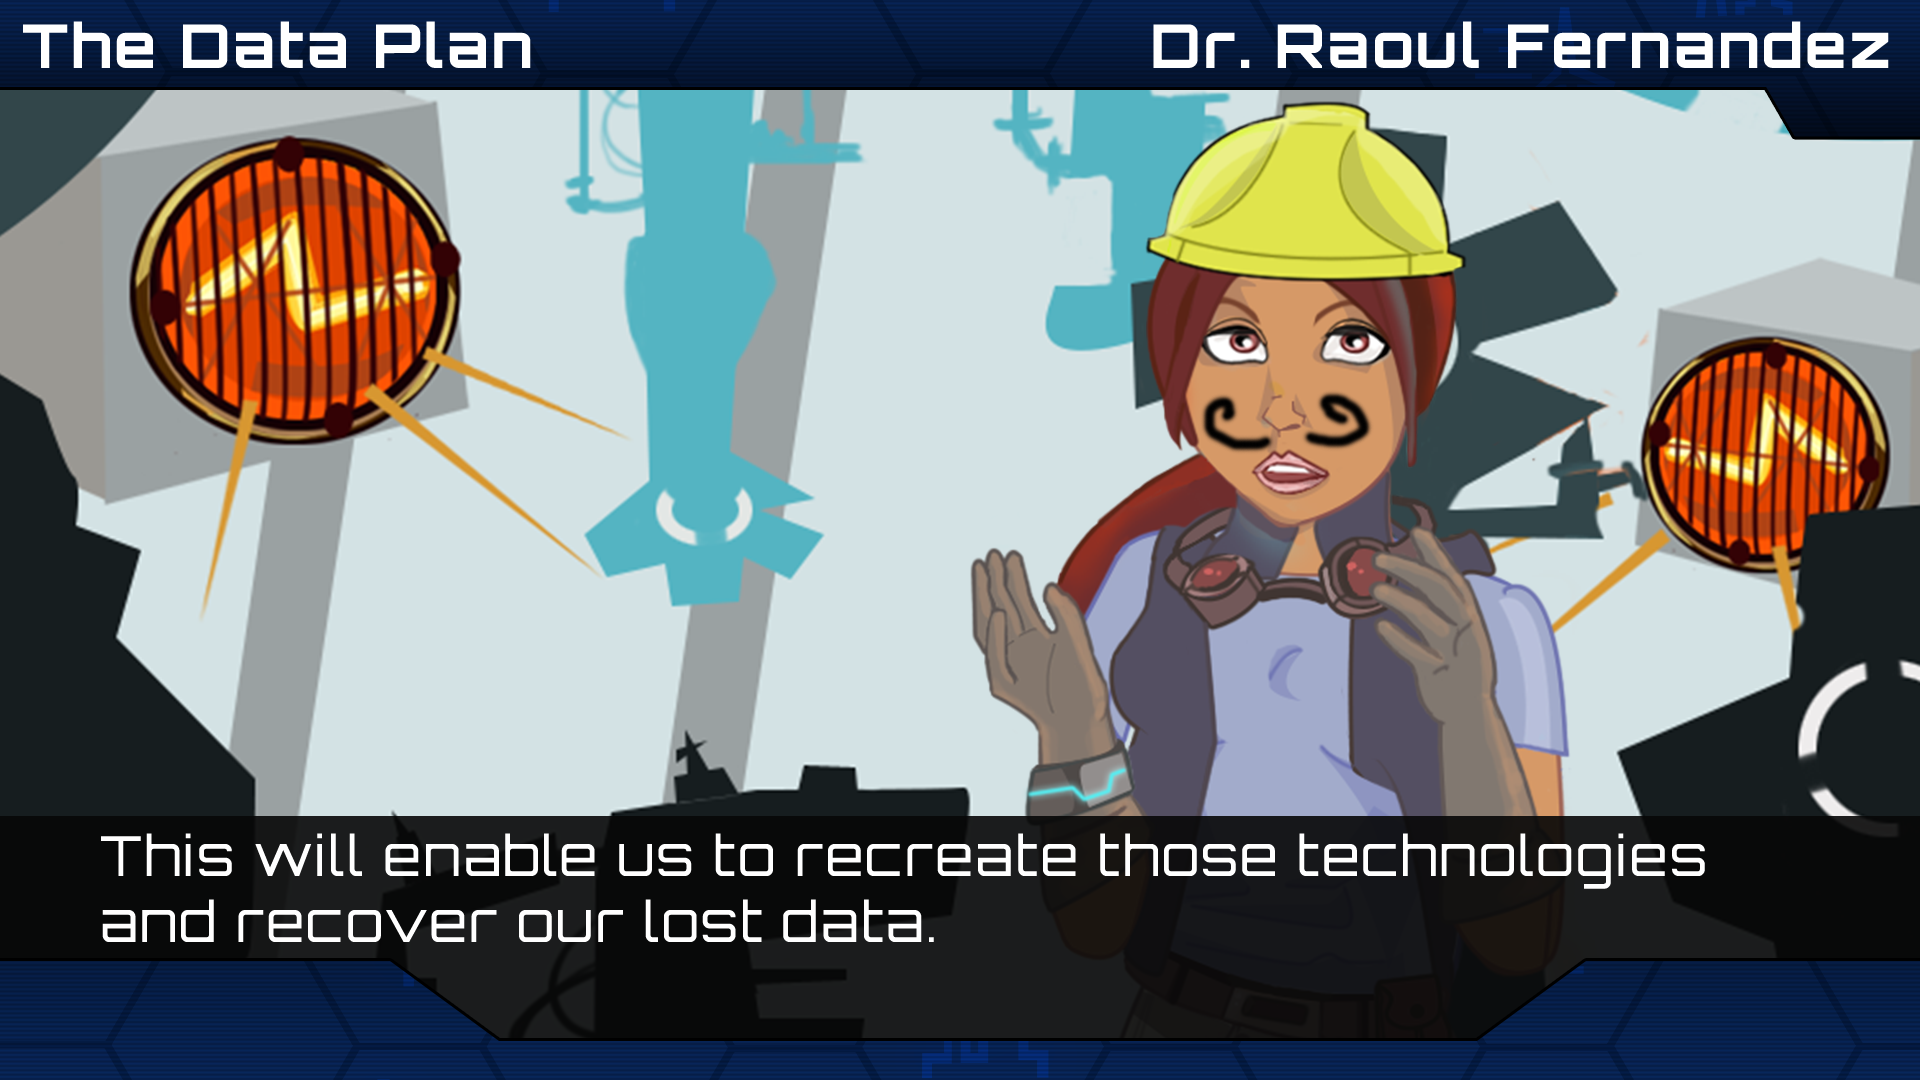 The Data Plan
Dr. Raoul Fernandez
This will enable us to recreate those technologies
and recover our lost data.